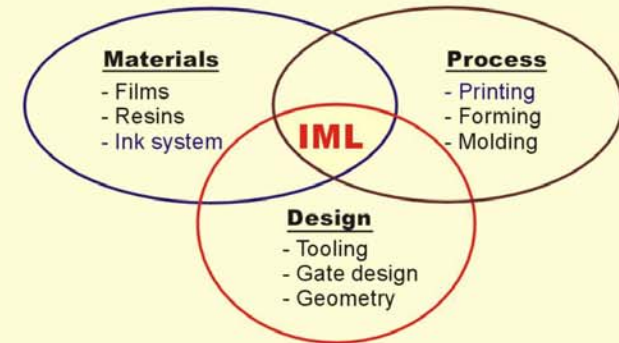 Materials
- Films
- Resins
- Ink system
Process
- Printing
- Forming
- Molding
IML
Design
- Tooling
- Gate design
- Geometry